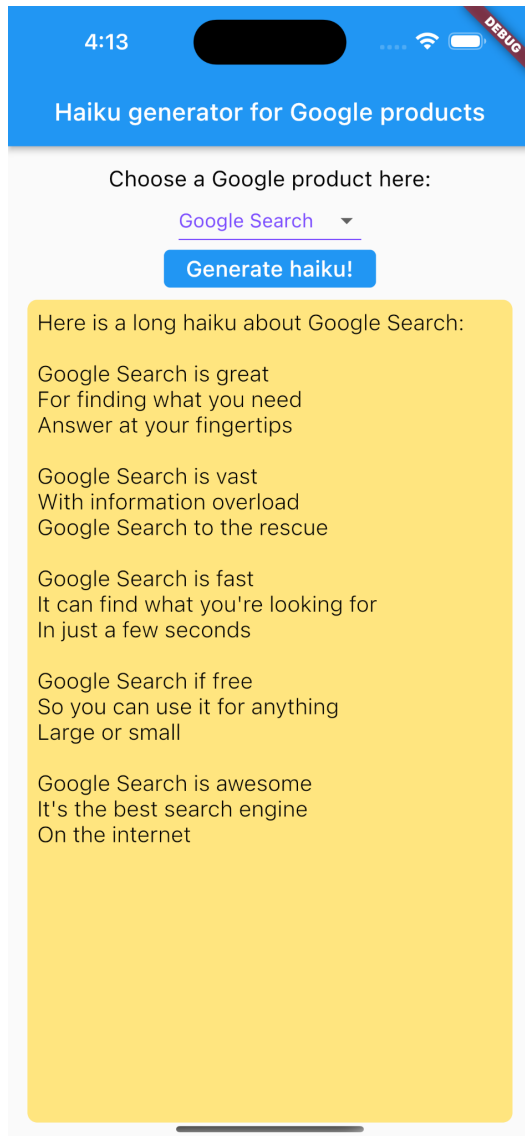 4:13
DEBUG
Haiku generator for Google products
Choose a Google product here:
Google Search
Generate haiku!
Here is a long haiku about Google Search:
Google Search is great
For finding what you need
Answer at your fingertips
Google Search is vast
With information overload
Google Search to the rescue
Google Search is fast
It can find what you're looking for
In just a few seconds
Google Search if free
So you can use it for anything
Large or small
Google Search is awesome
It's the best search engine
On the internet